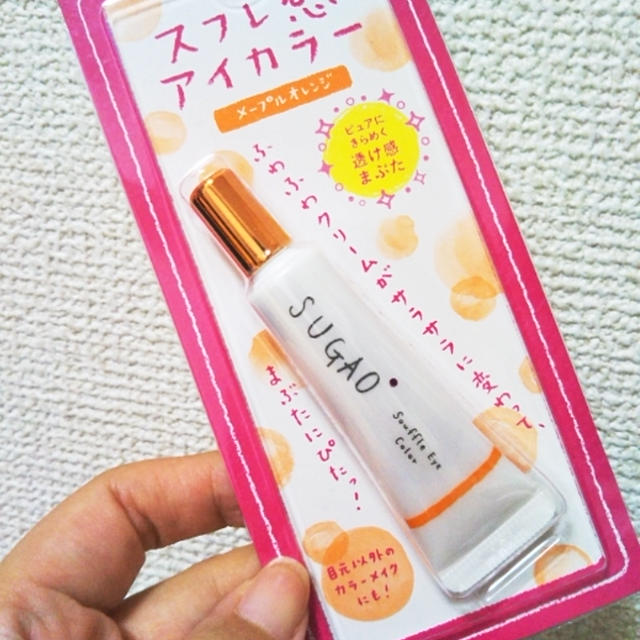 スフレ感
アイカラー
メープルオレンジ
ピュアに
きらめく
透け感
まぶた
ふわふわクリームがサラサラに変わって、
まぶたにぴたっ!
SUGAO
Souffle Eye
Color
目元以外の
カラーメイク
にも!